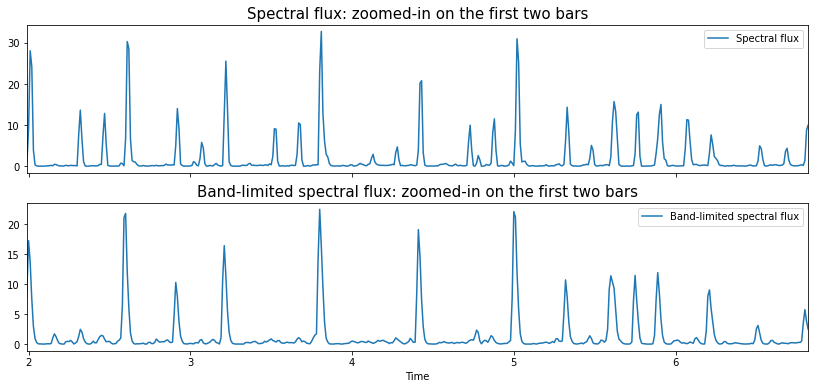 Spectral flux: zoomed-in on the first two bars
Spectral flux
30
20
10
0
Band-limited spectral flux: zoomed-in on the first two bars
Band-limited spectral flux
20
15
10
5
0
2 3 4 5 6
Time